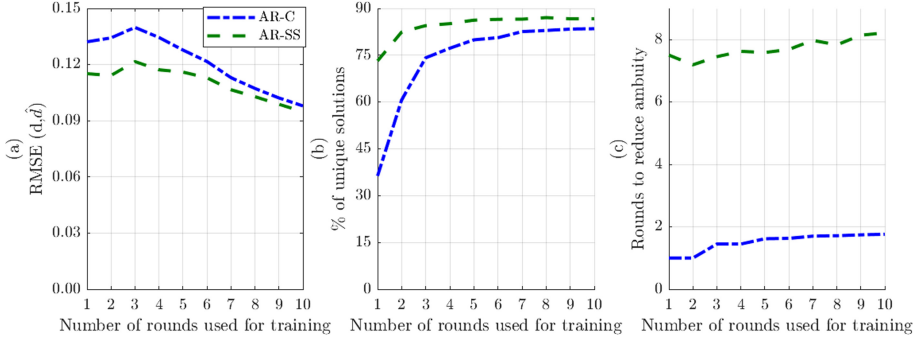 AR-C
AR-SS
0.15
0.12
0.09
0.06
0.03
0.00
(a)
RMSE (d,d̂)
1 2 3 4 5 6 7 8 9 10
Number of rounds used for training
90
75
60
45
30
15
0
(b)
% of unique solutions
1 2 3 4 5 6 7 8 9 10
Number of rounds used for training
8
6
4
2
0
(c)
Rounds to reduce ambuity
1 2 3 4 5 6 7 8 9 10
Number of rounds used for training